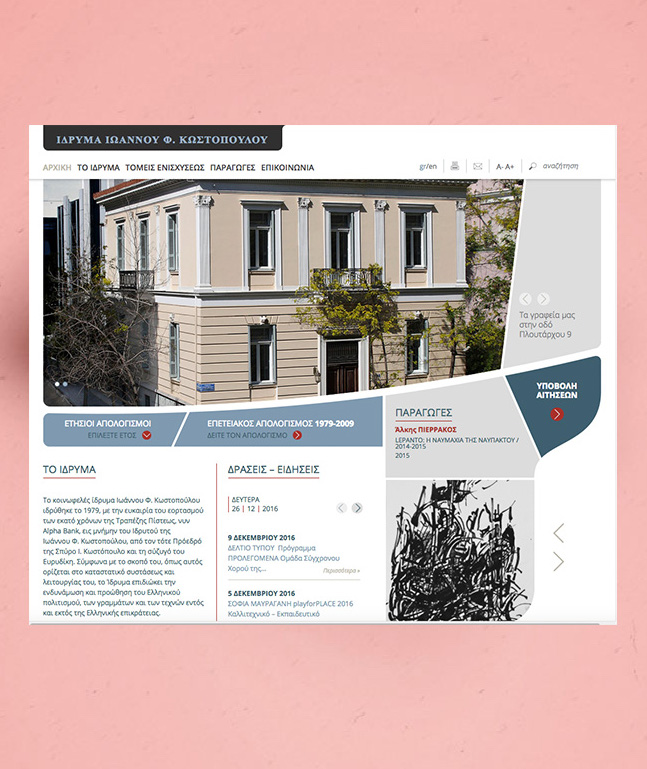 ΙΔΡΥΜΑ ΙΩΑΝΝΟΥ Φ. ΚΩΣΤΟΠΟΥΛΟΥ
ΑΡΧΙΚΗ ΤΟ ΙΔΡΥΜΑ ΤΟΜΕΙΣ ΕΝΙΣΧΥΣΕΩΣ ΠΑΡΑΓΩΓΕΣ ΕΠΙΚΟΙΝΩΝΙΑ
gr/en A- A+ αναζήτηση
Τα γραφεία μας
στην οδό
Πλουτάρχου 9
ΕΤΗΣΙΟΙ ΑΠΟΛΟΓΙΣΜΟΙ
ΕΠΙΛΕΞΤΕ ΕΤΟΣ
ΕΠΕΤΕΙΑΚΟΣ ΑΠΟΛΟΓΙΣΜΟΣ 1979-2009
ΔΕΙΤΕ ΤΟΝ ΑΠΟΛΟΓΙΣΜΟ
ΠΑΡΑΓΩΓΕΣ
Άλκης ΠΙΕΡΡΑΚΟΣ
ΛΕΡΑΝΤΟ: Η ΝΑΥΜΑΧΙΑ ΤΗΣ ΝΑΥΠΑΚΤΟΥ /
2014-2015
2015
ΥΠΟΒΟΛΗ
ΑΙΤΗΣΕΩΝ
ΤΟ ΙΔΡΥΜΑ
Το κοινωφελές ίδρυμα Ιωάννου Φ. Κωστοπούλου
ιδρύθηκε το 1979, με την ευκαιρία του εορτασμού
των εκατό χρόνων της Τραπέζης Πίστεως, νυν
Alpha Bank, εις μνήμην του Ιδρυτού της
Ιωάννου Φ. Κωστοπούλου, από τον τότε Πρόεδρό
της Σπύρο Ι. Κωστόπουλο και τη σύζυγό του
Ευρυδίκη. Σύμφωνα με το σκοπό του, όπως αυτός
ορίζεται στο καταστατικό συστάσεως και
λειτουργίας του, το Ίδρυμα επιδιώκει την
ενδυνάμωση και προώθηση του Ελληνικού
πολιτισμού, των γραμμάτων και των τεχνών εντός
και εκτός της Ελληνικής επικράτειας.
ΔΡΑΣΕΙΣ – ΕΙΔΗΣΕΙΣ
ΔΕΥΤΕΡΑ
26 | 12 | 2016
9 ΔΕΚΕΜΒΡΙΟΥ 2016
ΔΕΛΤΙΟ ΤΥΠΟΥ Πρόγραμμα
ΠΡΟΛΕΓΟΜΕΝΑ Ομάδα Σύγχρονου
Χορού της...
Περισσότερα »
5 ΔΕΚΕΜΒΡΙΟΥ 2016
ΣΟΦΙΑ ΜΑΥΡΑΓΑΝΗ playforPLACE 2016
Καλλιτεχνικό – Εκπαιδευτικό